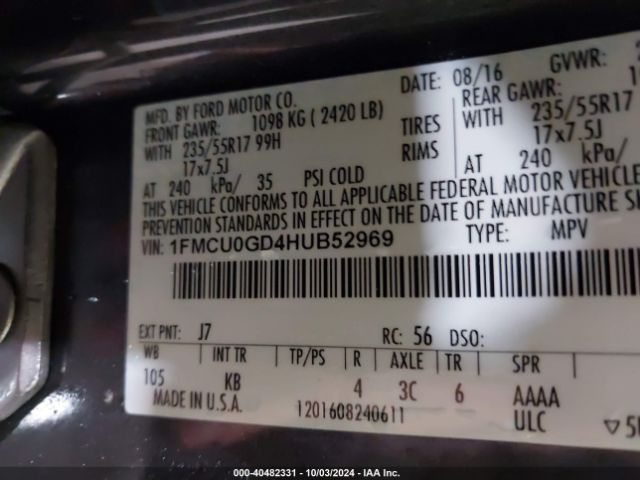 MFD. BY FORD MOTOR CO. DATE: 08/16 GVWR:
FRONT GAWR: 1098 KG ( 2420 LB) REAR GAWR:
WITH 235/55R17 99H TIRES WITH 235/55R17
17x7.5J RIMS 17x7.5J
AT 240 kPa/ 35 PSI COLD AT 240 kPa/
THIS VEHICLE CONFORMS TO ALL APPLICABLE FEDERAL MOTOR VEHICLE
PREVENTION STANDARDS IN EFFECT ON THE DATE OF MANUFACTURE
VIN: 1FMCU0GD4HUB52969 TYPE: MPV
EXT PNT: J7 RC: 56 DSO:
WB INT TR TP/PS R AXLE TR SPR
105 KB 4 3C 6 AAAA
MADE IN U.S.A. 1201608240611 ULC
000-40482331 - 10/03/2024 - IAA Inc.